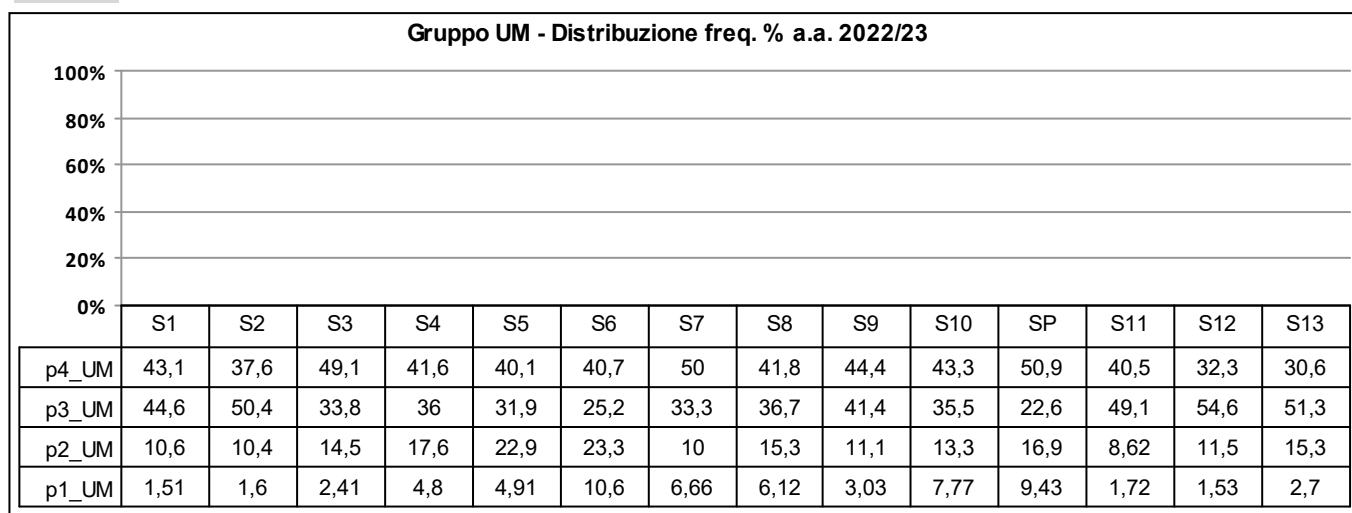 Gruppo UM - Distribuzione freq. % a.a. 2022/23
100%
80%
60%
40%
20%
0%
S1 S2 S3 S4 S5 S6 S7 S8 S9 S10 SP S11 S12 S13
p4_UM 43,1 37,6 49,1 41,6 40,1 40,7 50 41,8 44,4 43,3 50,9 40,5 32,3 30,6
p3_UM 44,6 50,4 33,8 36 31,9 25,2 33,3 36,7 41,4 35,5 22,6 49,1 54,6 51,3
p2_UM 10,6 10,4 14,5 17,6 22,9 23,3 10 15,3 11,1 13,3 16,9 8,62 11,5 15,3
p1_UM 1,51 1,6 2,41 4,8 4,91 10,6 6,66 6,12 3,03 7,77 9,43 1,72 1,53 2,7